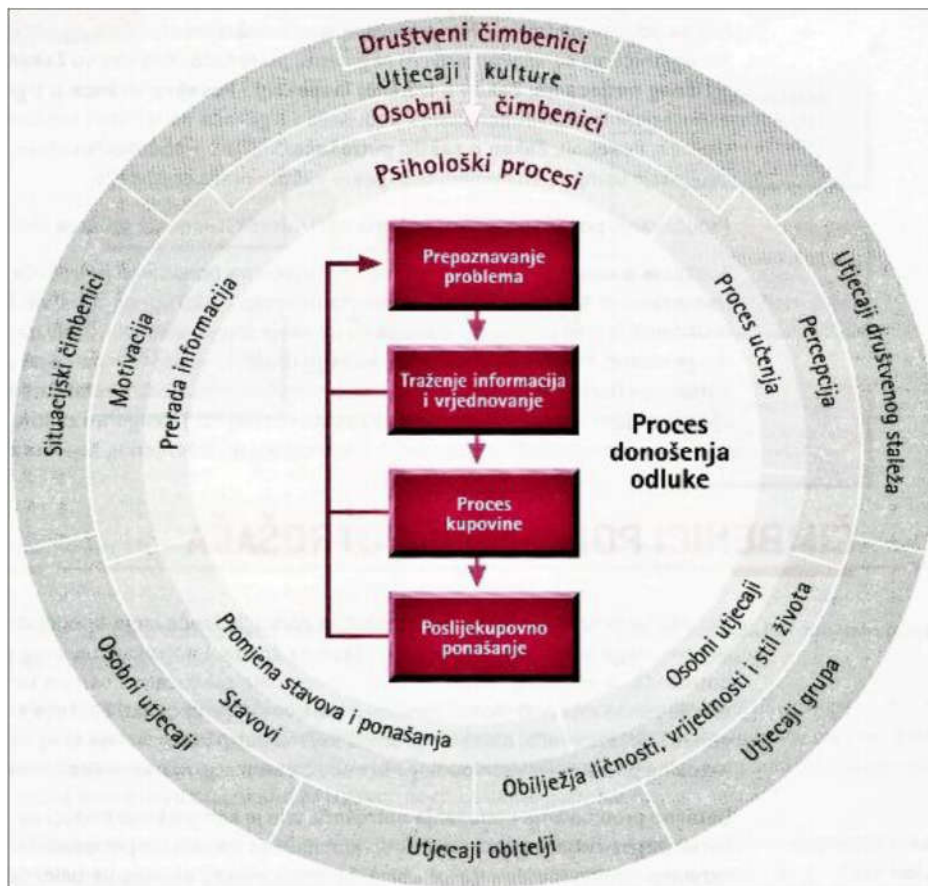 Društveni čimbenici
Utjecaji kulture
Osobni čimbenici
Psihološki procesi
Prepoznavanje
problema
Traženje informacija
i vrjednovanje
Proces
kupovine
Poslijekupovno
ponašanje
Proces
donošenja
odluke
Proces učenja
Percepcija
Utjecaji društvenog staleža
Osobni utjecaji
Obilježja ličnosti, vrijednosti i stil života
Utjecaji grupa
Utjecaji obitelji
Promjena stavova i ponašanja
Stavovi
Osobni utjecaji
Prerada informacija
Motivacija
Situacijski čimbenici